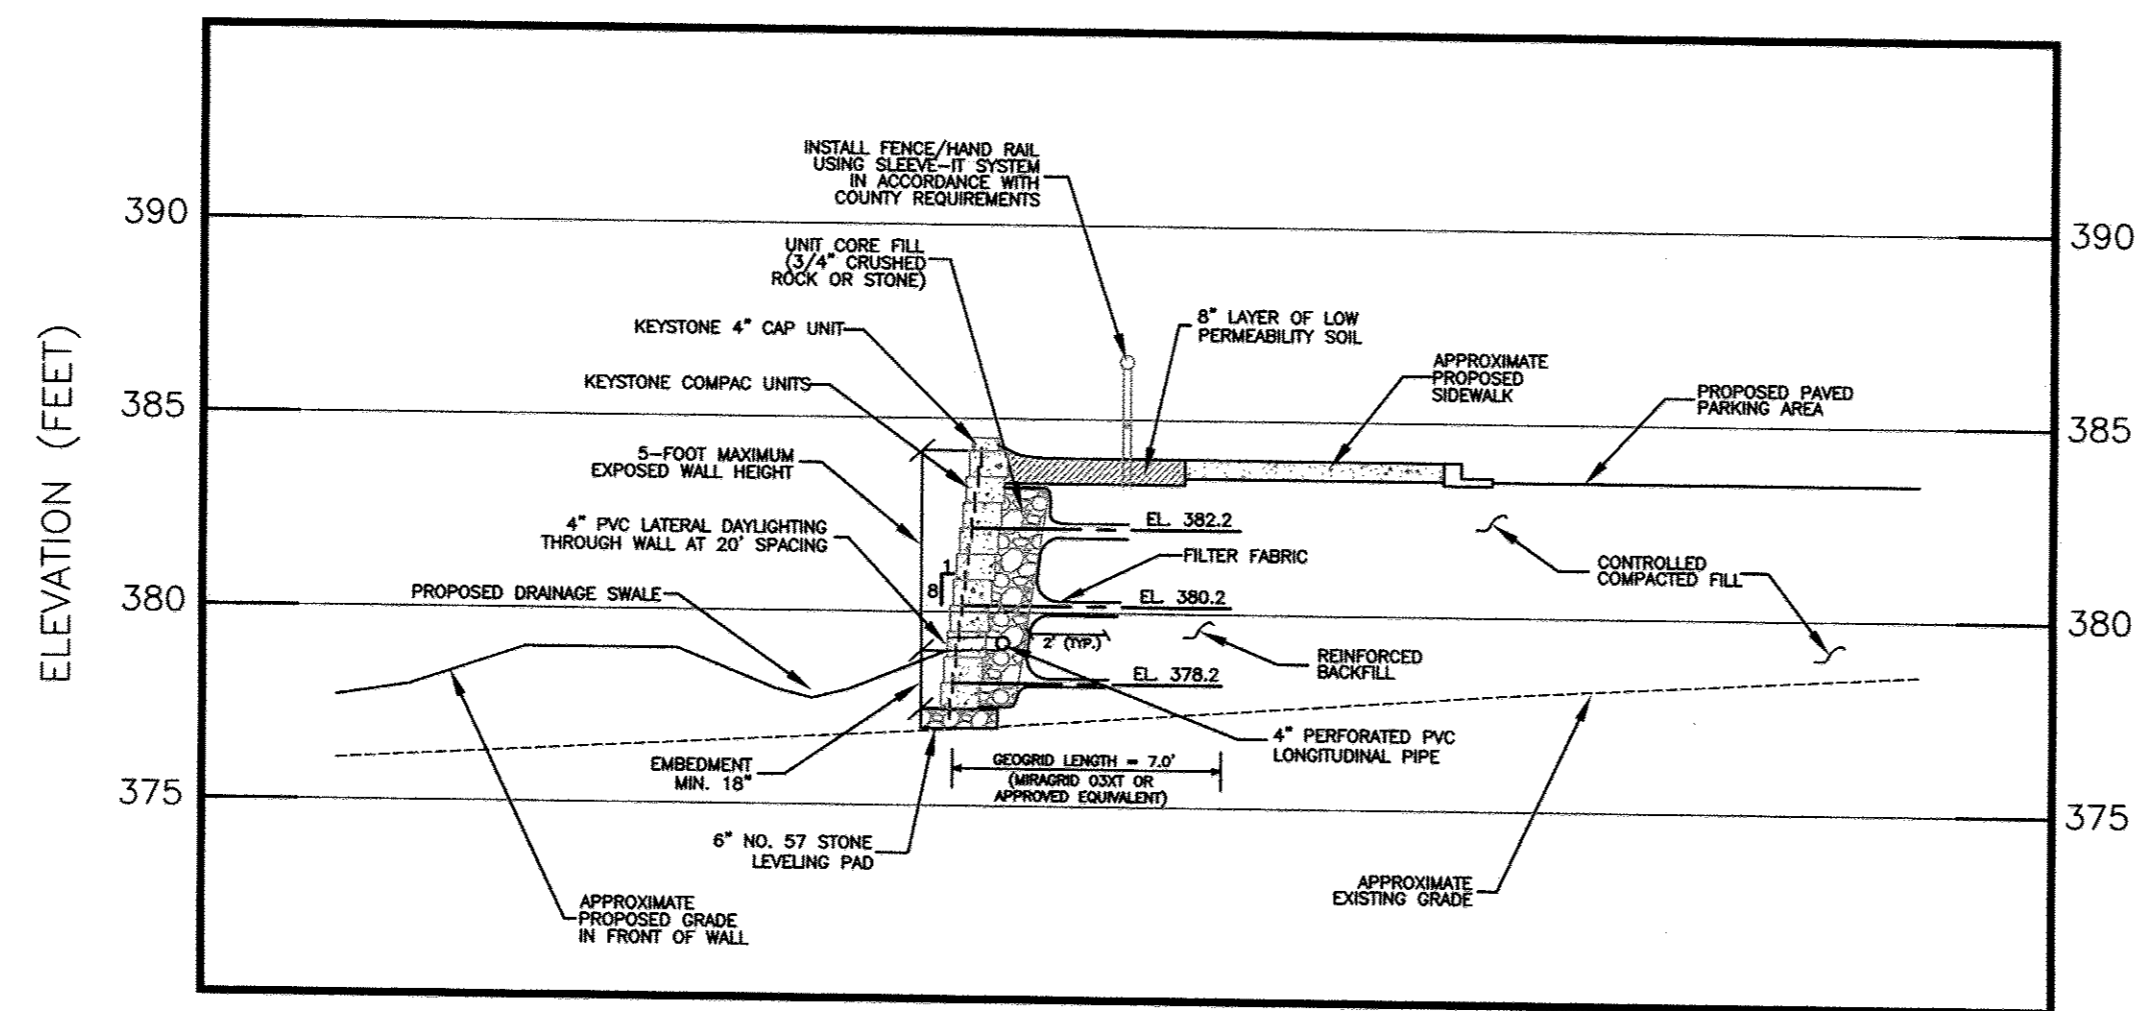 INSTALL FENCE/HAND RAIL
USING SLEEVE-IT SYSTEM
IN ACCORDANCE WITH
COUNTY REQUIREMENTS
390
390
UNIT CORE FILL
(3/4" CRUSHED
ROCK OR STONE)
KEYSTONE 4" CAP UNIT
8" LAYER OF LOW
PERMEABILITY SOIL
APPROXIMATE
PROPOSED
SIDEWALK
KEYSTONE COMPAC UNITS
PROPOSED PAVED
PARKING AREA
385
385
ELEVATION (FEET)
5-FOOT MAXIMUM
EXPOSED WALL HEIGHT
4" PVC LATERAL DAYLIGHTING
THROUGH WALL AT 20' SPACING
EL. 382.2
FILTER FABRIC
CONTROLLED
COMPACTED FILL
1
8
PROPOSED DRAINAGE SWALE
EL. 380.2
380
380
2' (TYP.)
REINFORCED
BACKFILL
EL. 378.2
4" PERFORATED PVC
LONGITUDINAL PIPE
EMBEDMENT
MIN. 18"
GEOGRID LENGTH = 7.0'
(MIRAGRID 03XT OR
APPROVED EQUIVALENT)
375
375
6" NO. 57 STONE
LEVELING PAD
APPROXIMATE
EXISTING GRADE
APPROXIMATE
PROPOSED GRADE
IN FRONT OF WALL